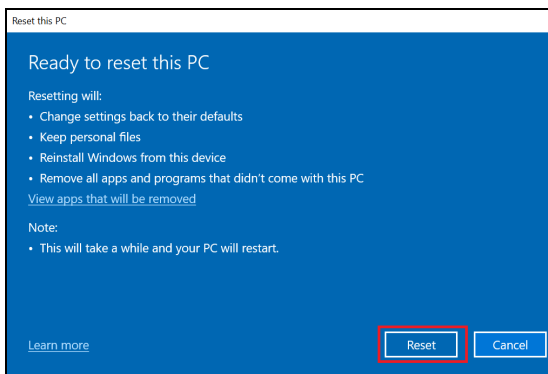 Reset this PC
Ready to reset this PC
Resetting will:
• Change settings back to their defaults
• Keep personal files
• Reinstall Windows from this device
• Remove all apps and programs that didn't come with this PC
View apps that will be removed
Note:
• This will take a while and your PC will restart.
Learn more
Reset
Cancel